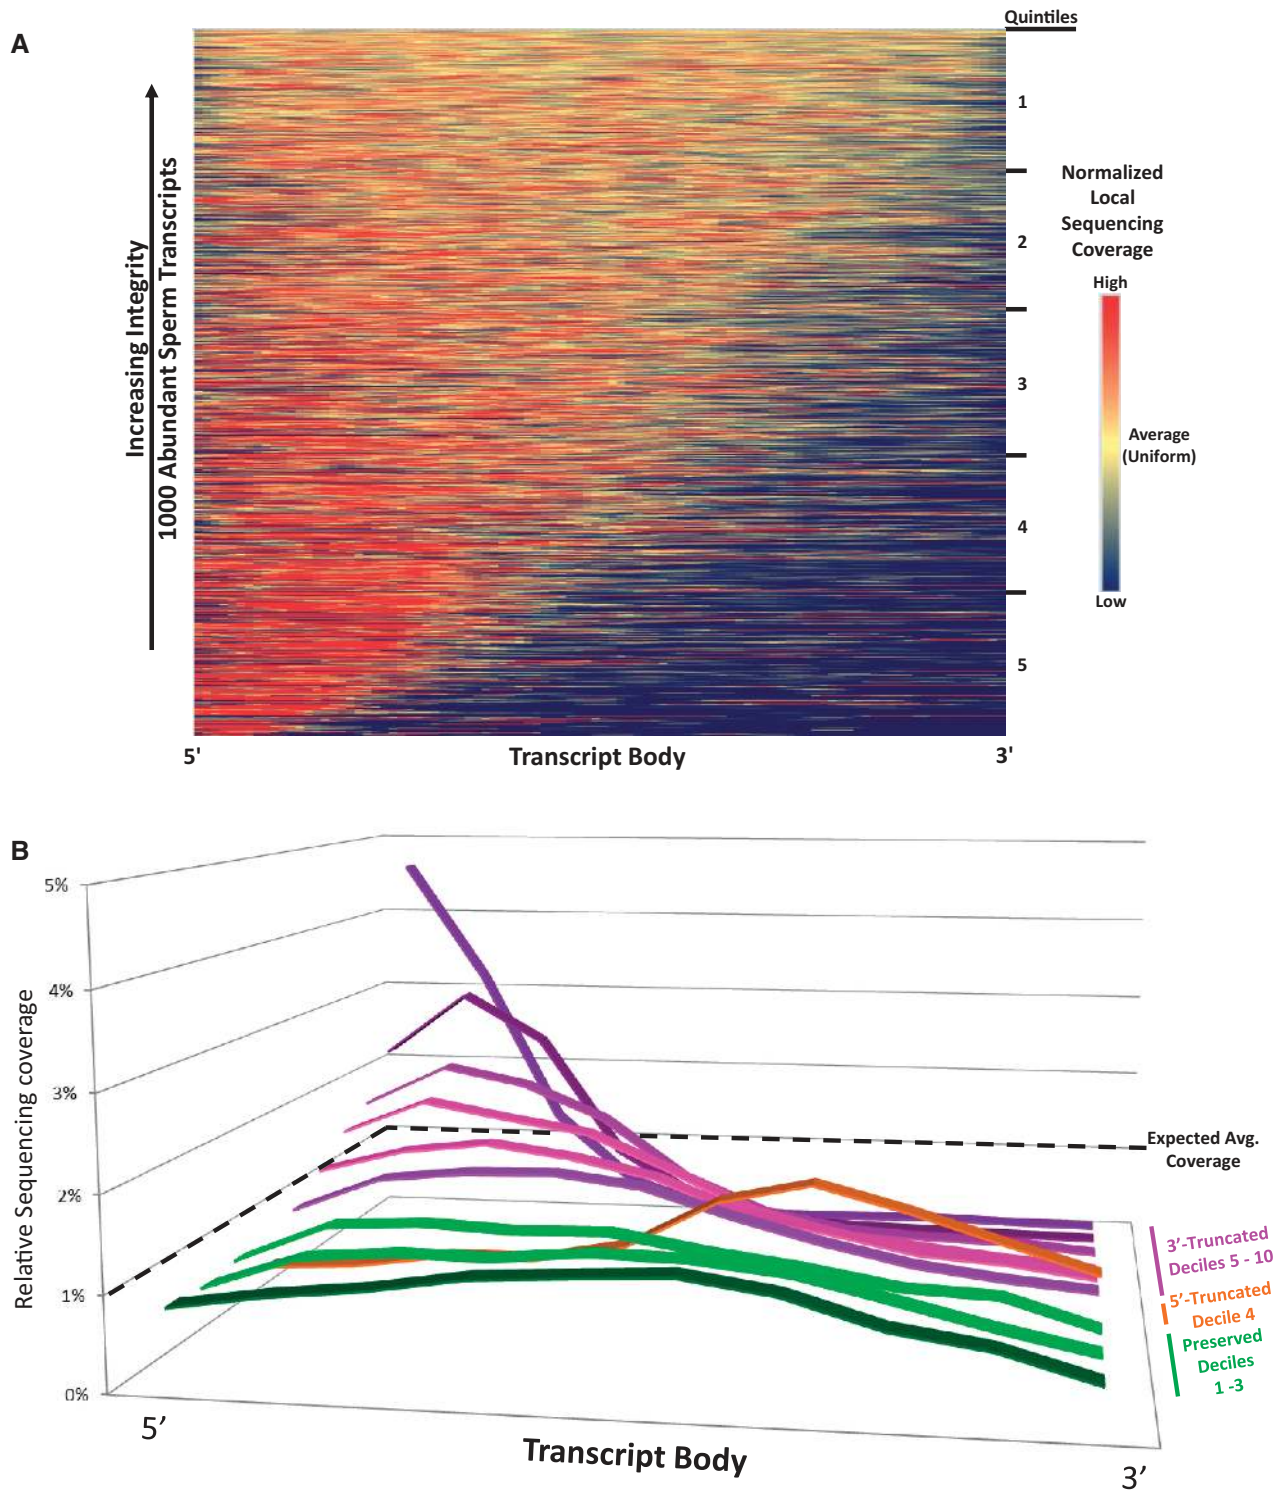 A
Quintiles
1
2
3
4
5
Increasing Integrity
1000 Abundant Sperm Transcripts
Normalized
Local
Sequencing
Coverage
High
Average
(Uniform)
Low
5'
Transcript Body
3'
B
5%
4%
3%
2%
1%
0%
Relative Sequencing coverage
Expected Avg.
Coverage
3’-Truncated
Deciles 5 - 10
5’-Truncated
Decile 4
Preserved
Deciles
1 -3
5’
Transcript Body
3’